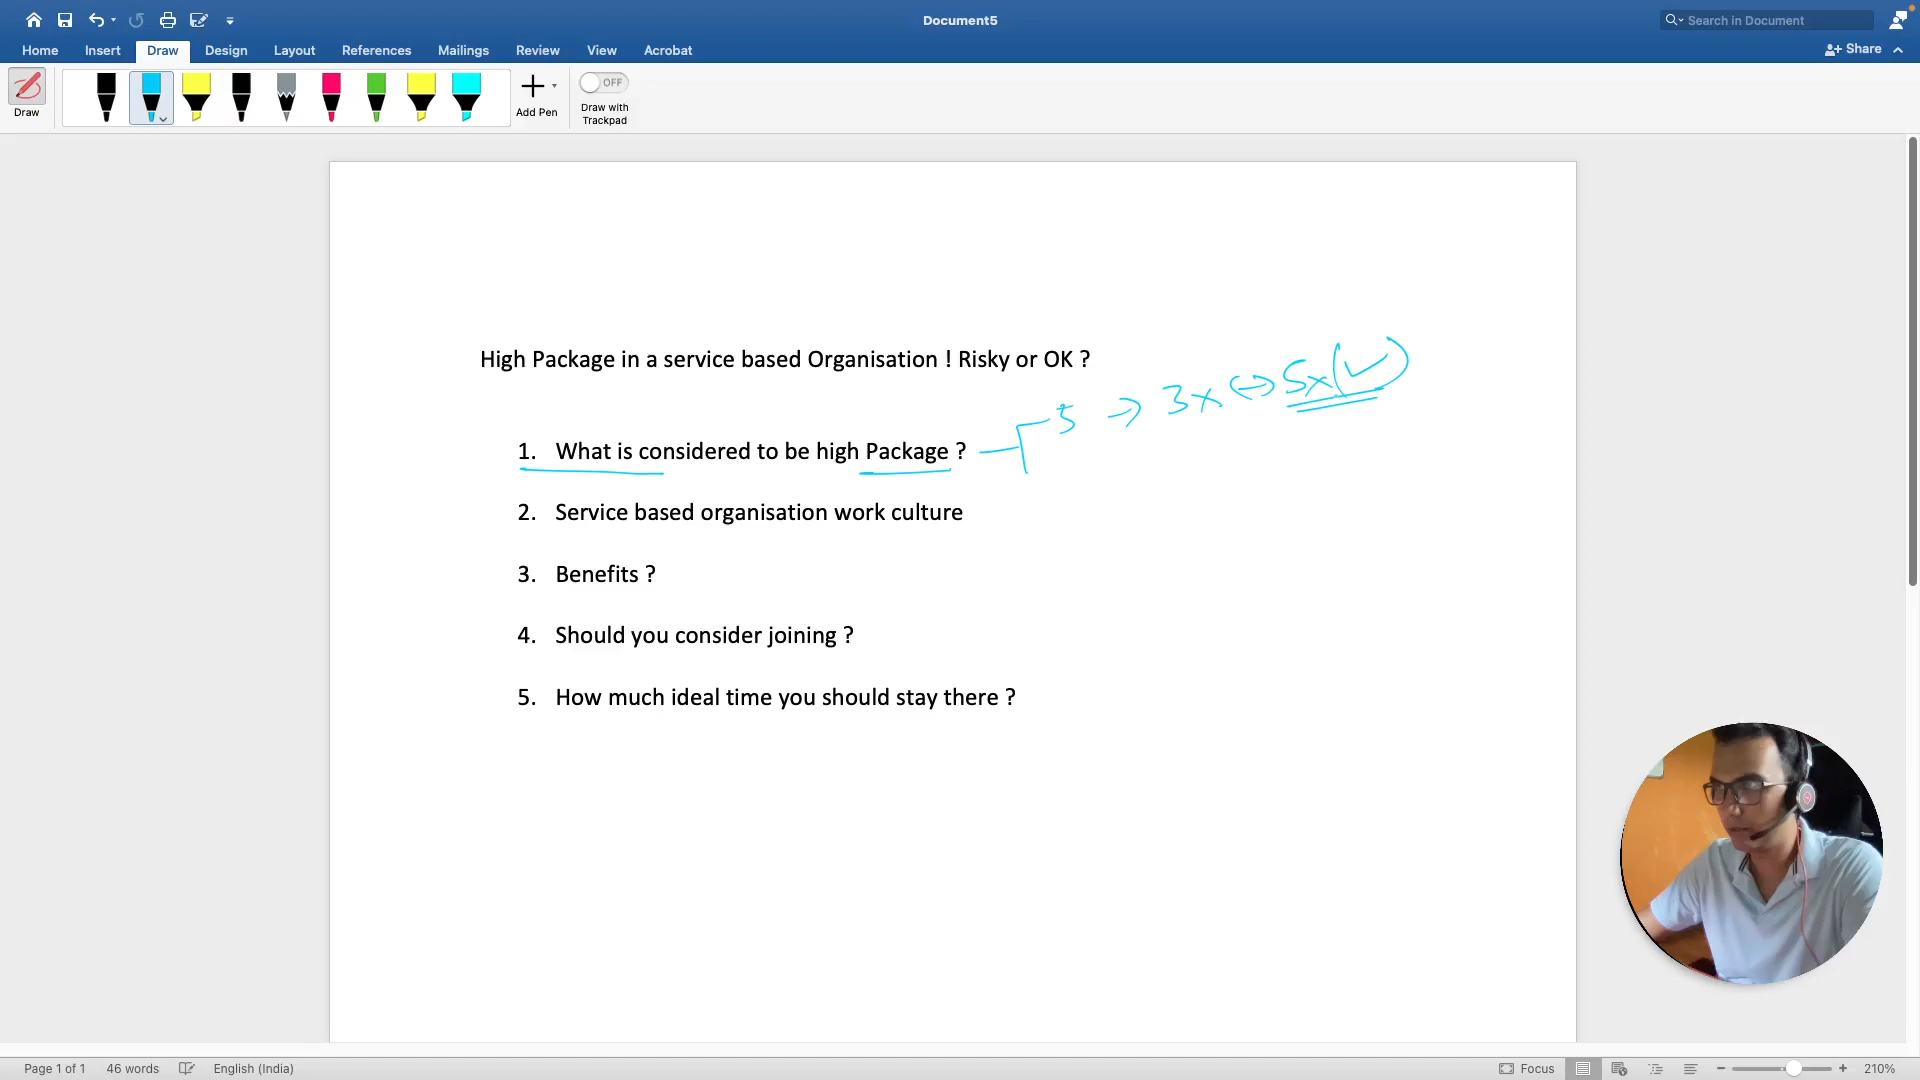 Document5
Search in Document
Home Insert Draw Design Layout References Mailings Review View Acrobat
Share
Draw
Add Pen
OFF
Draw with
Trackpad
High Package in a service based Organisation ! Risky or OK ?
5 → 3x ↔ 5x (✓)
1. What is considered to be high Package ?
2. Service based organisation work culture
3. Benefits ?
4. Should you consider joining ?
5. How much ideal time you should stay there ?
Page 1 of 1 46 words English (India)
Focus
210%